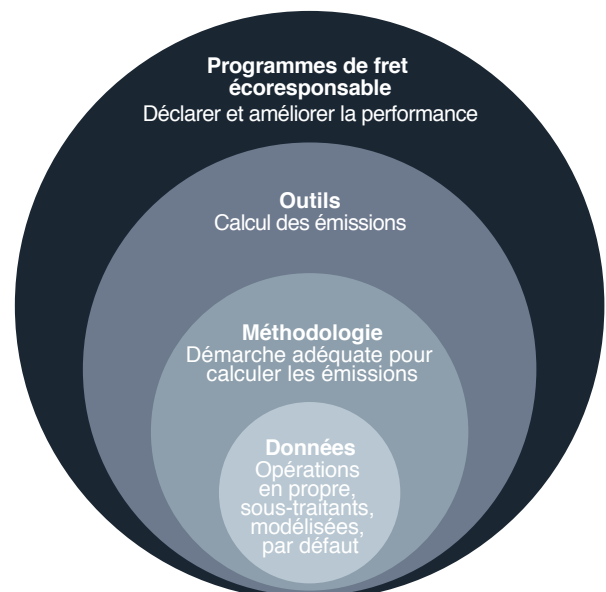 Programmes de fret
écoresponsable
Déclarer et améliorer la performance
Outils
Calcul des émissions
Méthodologie
Démarche adéquate pour
calculer les émissions
Données
Opérations
en propre,
sous-traitants,
modélisées,
par défaut